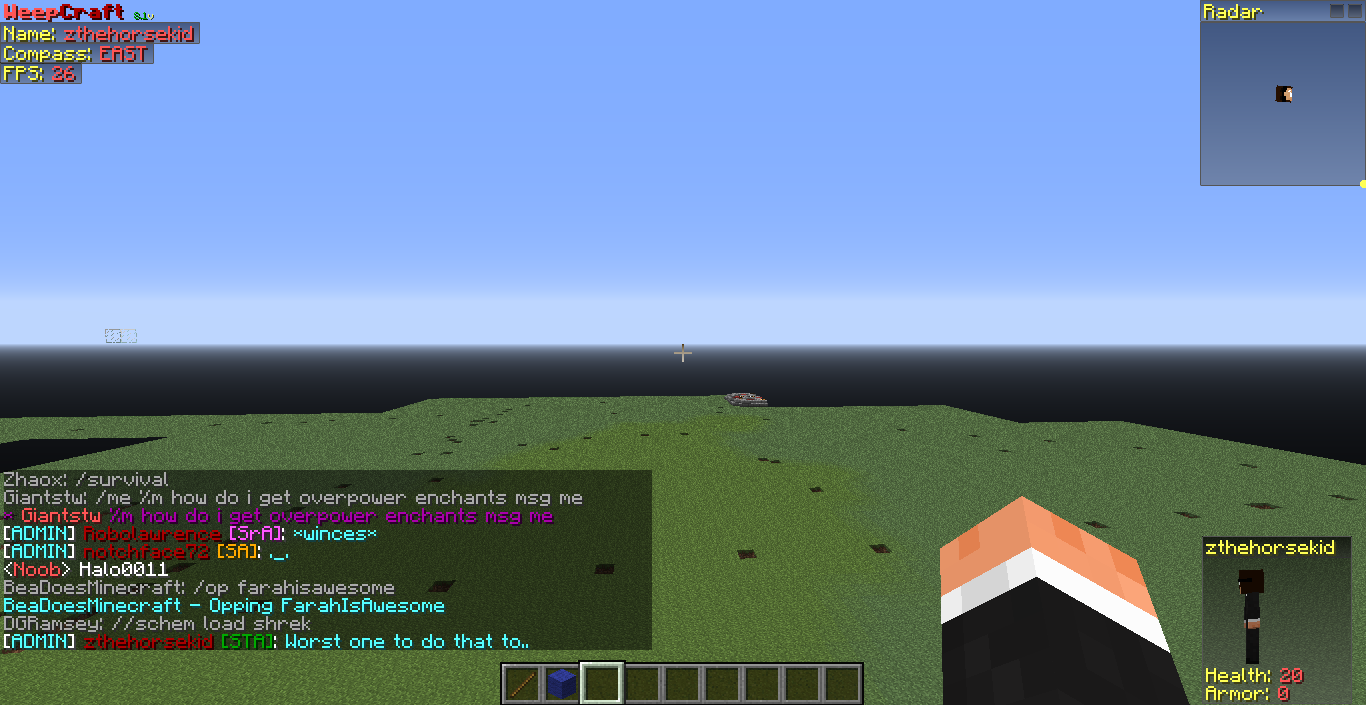 WeepCraft 8.1v
Name: zthehorsekid
Compass: EAST
FPS: 26
Radar
Zhaox: /survival
Giantstw: /me %m how do i get overpower enchants msg me
* Giantstw %m how do i get overpower enchants msg me
[ADMIN] Robolawrence [SrA]: *winces*
[ADMIN] notchface72 [SA]: ._.
<Noob> Halo0011
BeaDoesMinecraft: /op farahisawesome
BeaDoesMinecraft - Opping FarahIsAwesome
DGRamsey: //schem load shrek
[ADMIN] zthehorsekid [STA]: Worst one to do that to..
zthehorsekid
Health: 20
Armor: 0